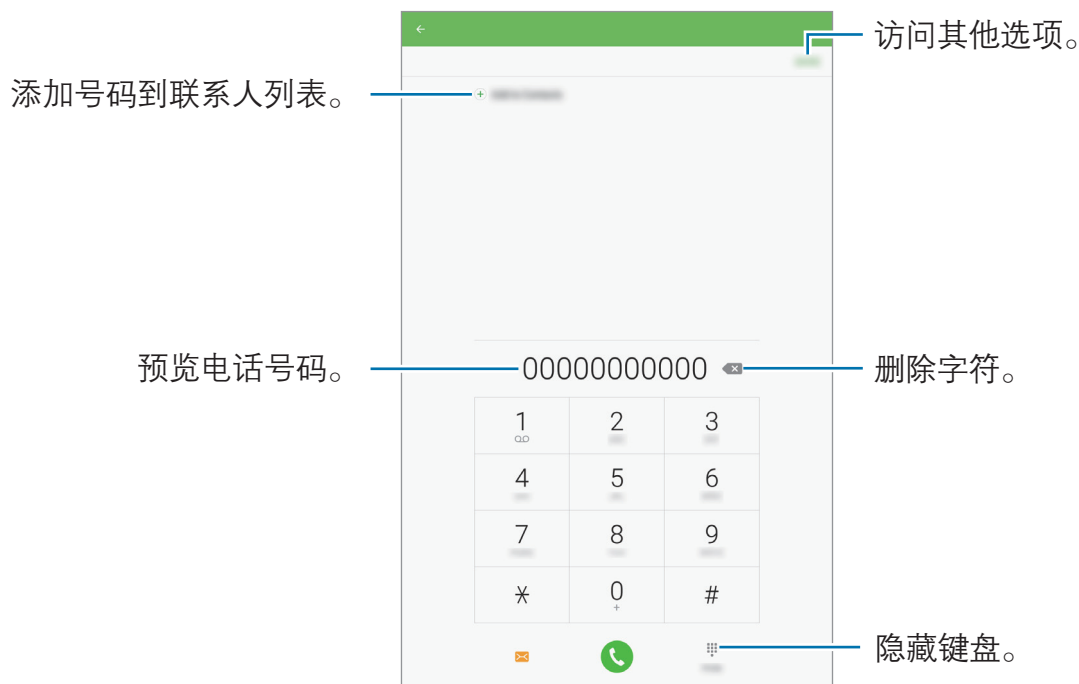 访问其他选项。
添加号码到联系人列表。
预览电话号码。
00000000000
删除字符。
1 2 3
4 5 6
7 8 9
* 0 #
+
隐藏键盘。